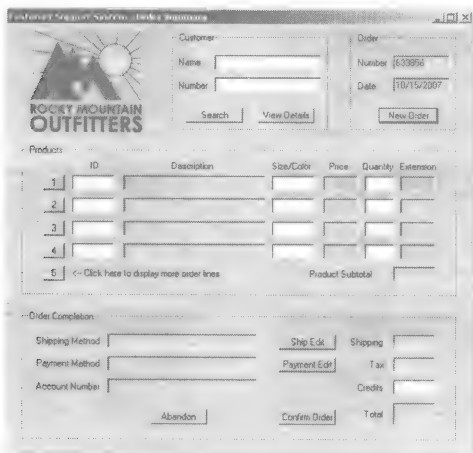 Customer Support System - Order Summary
Customer
Order
Name
Number 633856
Number
Date 10/15/2007
ROCKY MOUNTAIN
OUTFITTERS
Search View Details New Order
Products
ID Description Size/Color Price Quantity Extension
1
2
3
4
5 <-- Click here to display more order lines Product Subtotal
Order Completion
Shipping Method Ship Edit Shipping
Payment Method Payment Edit Tax
Account Number Credits
Abandon Confirm Order Total